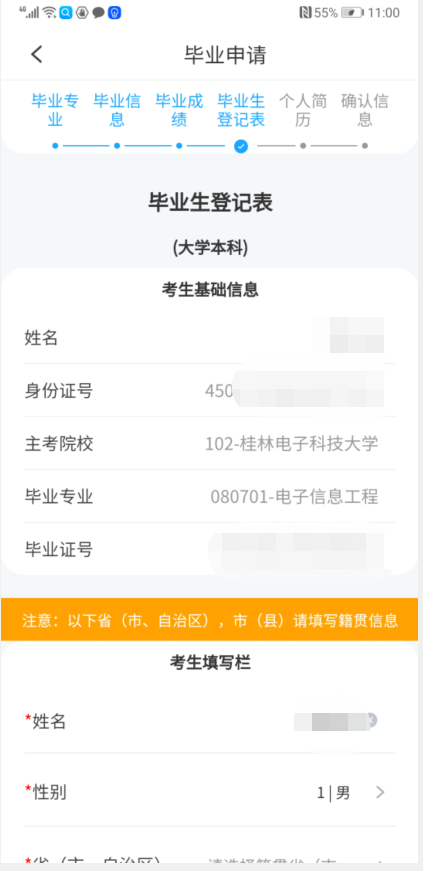 46 55% 11:00
毕业申请
毕业专业 毕业信息 毕业成绩 毕业生登记表 个人简历 确认信息
毕业生登记表
(大学本科)
考生基础信息
姓名
身份证号 450
主考院校 102-桂林电子科技大学
毕业专业 080701-电子信息工程
毕业证号
注意：以下省（市、自治区），市（县）请填写籍贯信息
考生填写栏
*姓名
*性别 1|男
*省（市、自治区） 请选择籍贯省（市